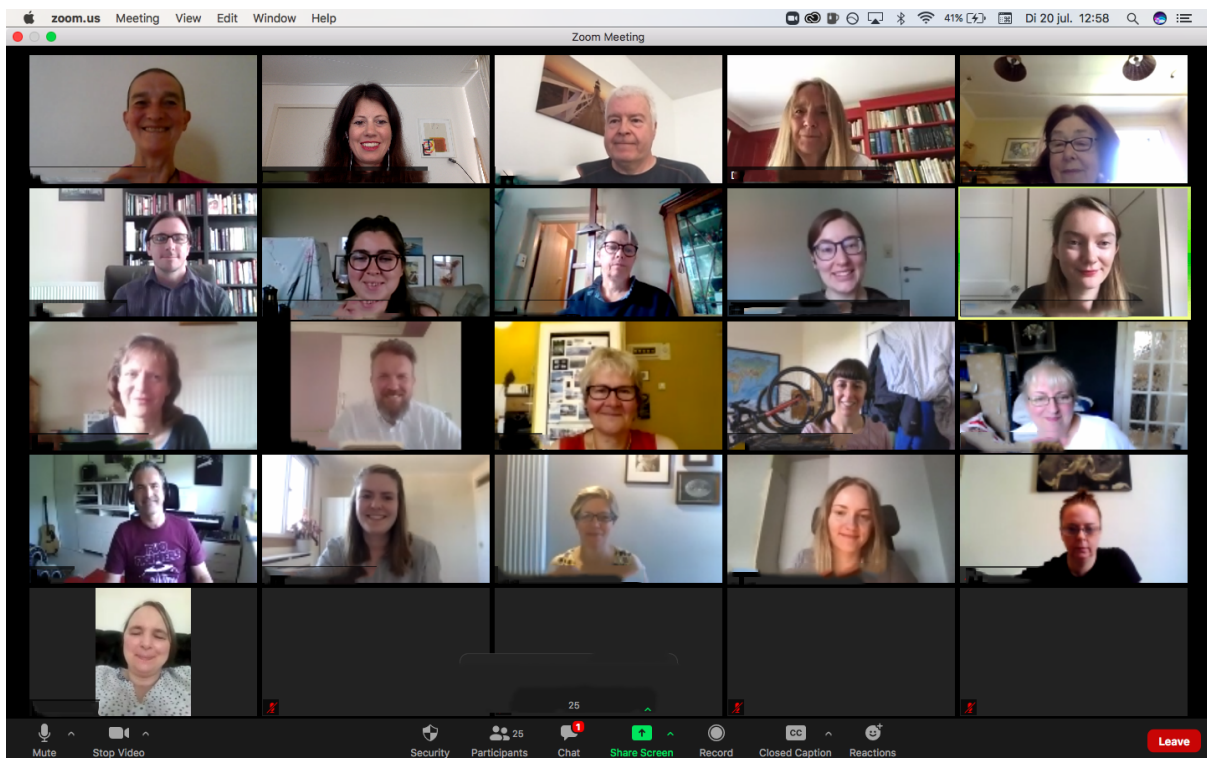 zoom.us Meeting View Edit Window Help 41% Di 20 jul. 12:58
Zoom Meeting
25
Mute
Stop Video
Security
Participants 25
Chat 1
Share Screen
Record
CC Closed Caption
Reactions
Leave